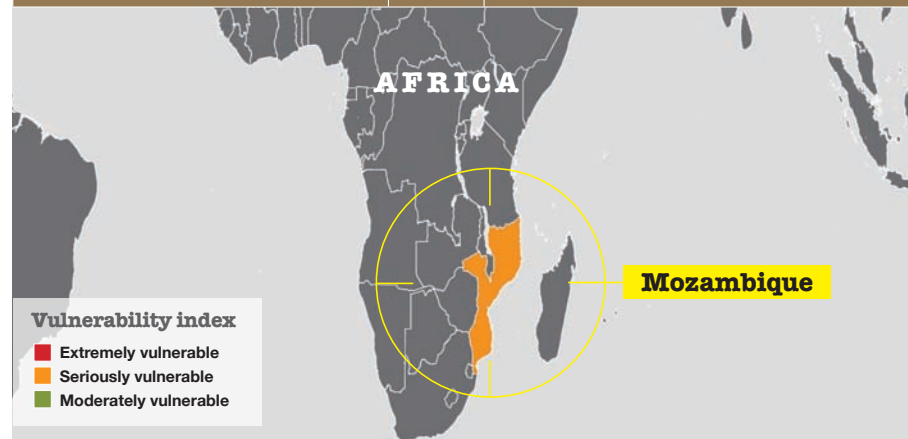 AFRICA
Mozambique
Vulnerability index
Extremely vulnerable
Seriously vulnerable
Moderately vulnerable